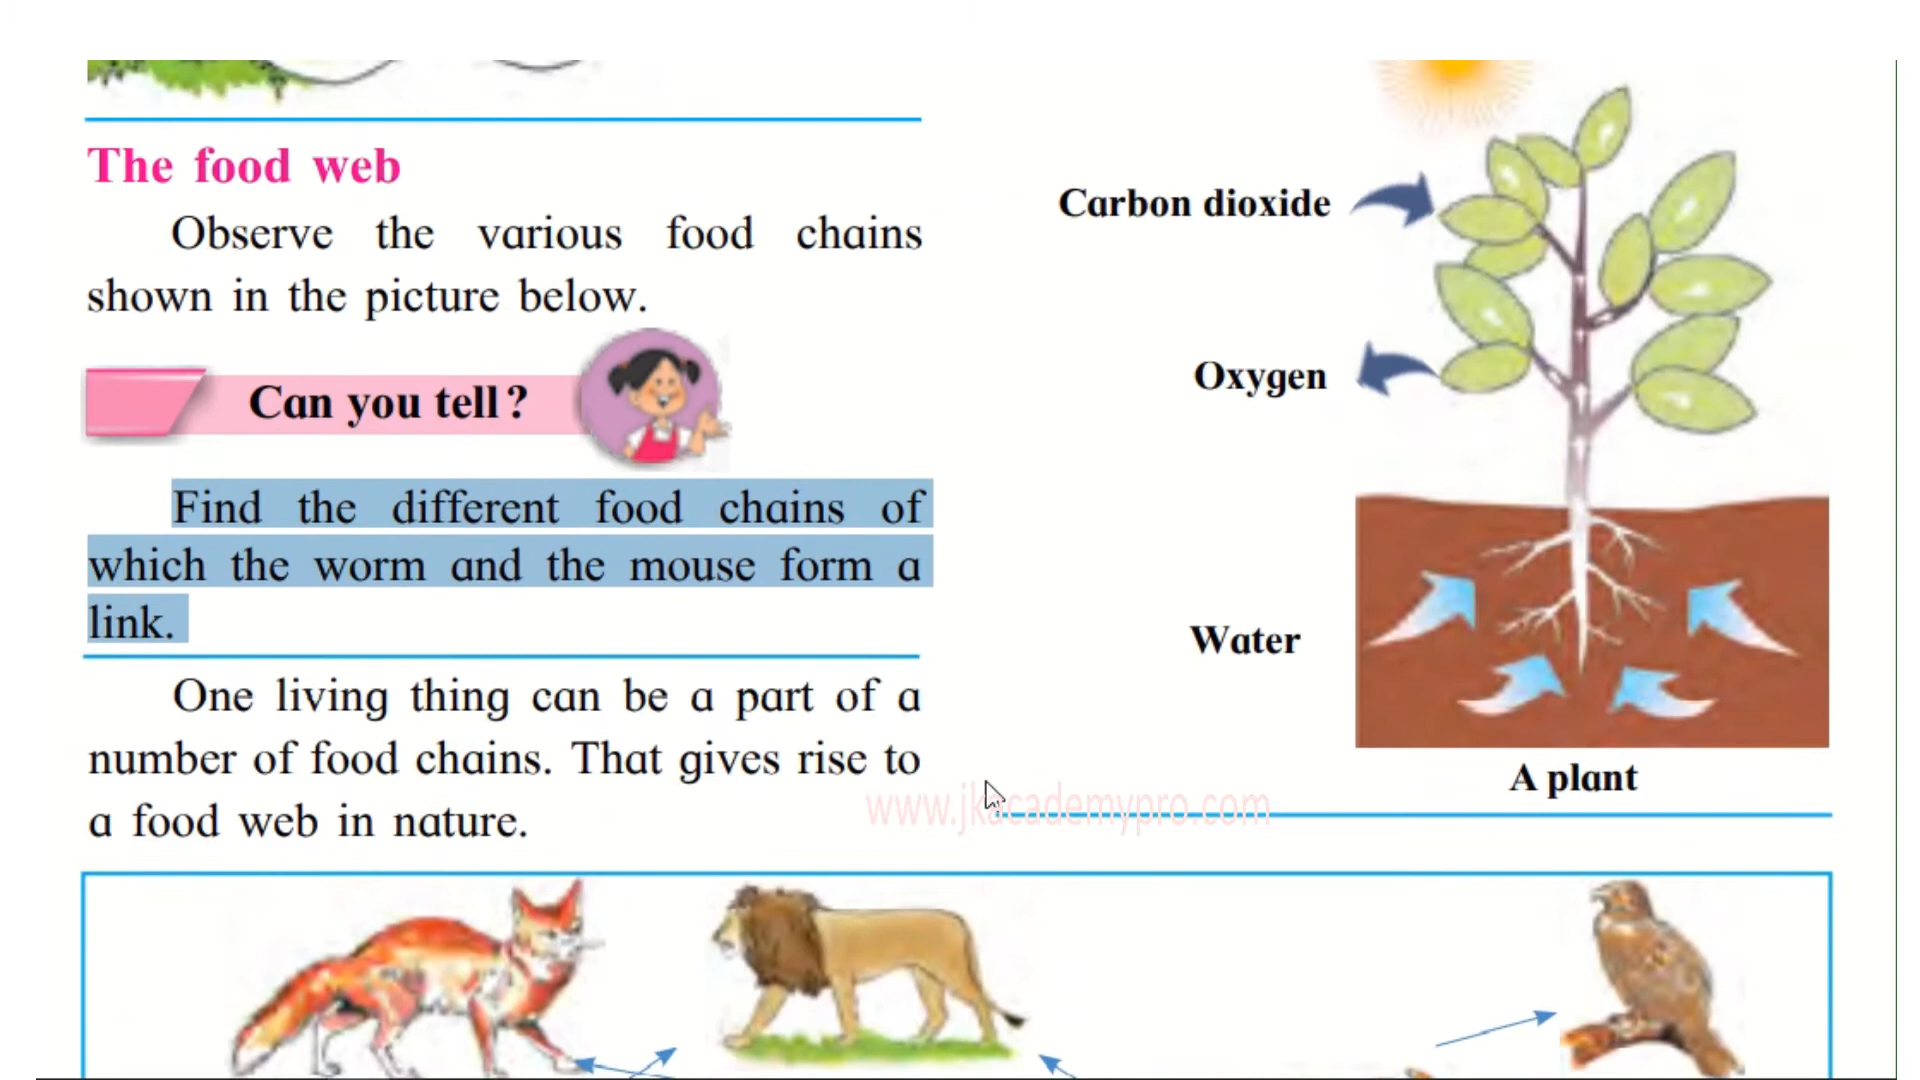 The food web
Observe the various food chains
shown in the picture below.
Can you tell?
Find the different food chains of
which the worm and the mouse form a
link.
One living thing can be a part of a
number of food chains. That gives rise to
a food web in nature.
Carbon dioxide
Oxygen
Water
A plant
www.jkacademypro.com